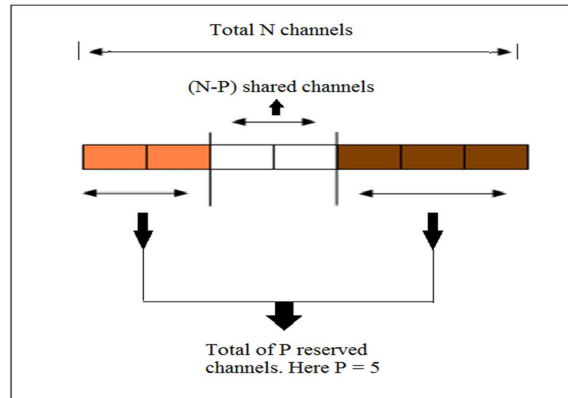 Total N channels
(N-P) shared channels
Total of P reserved
channels. Here P = 5